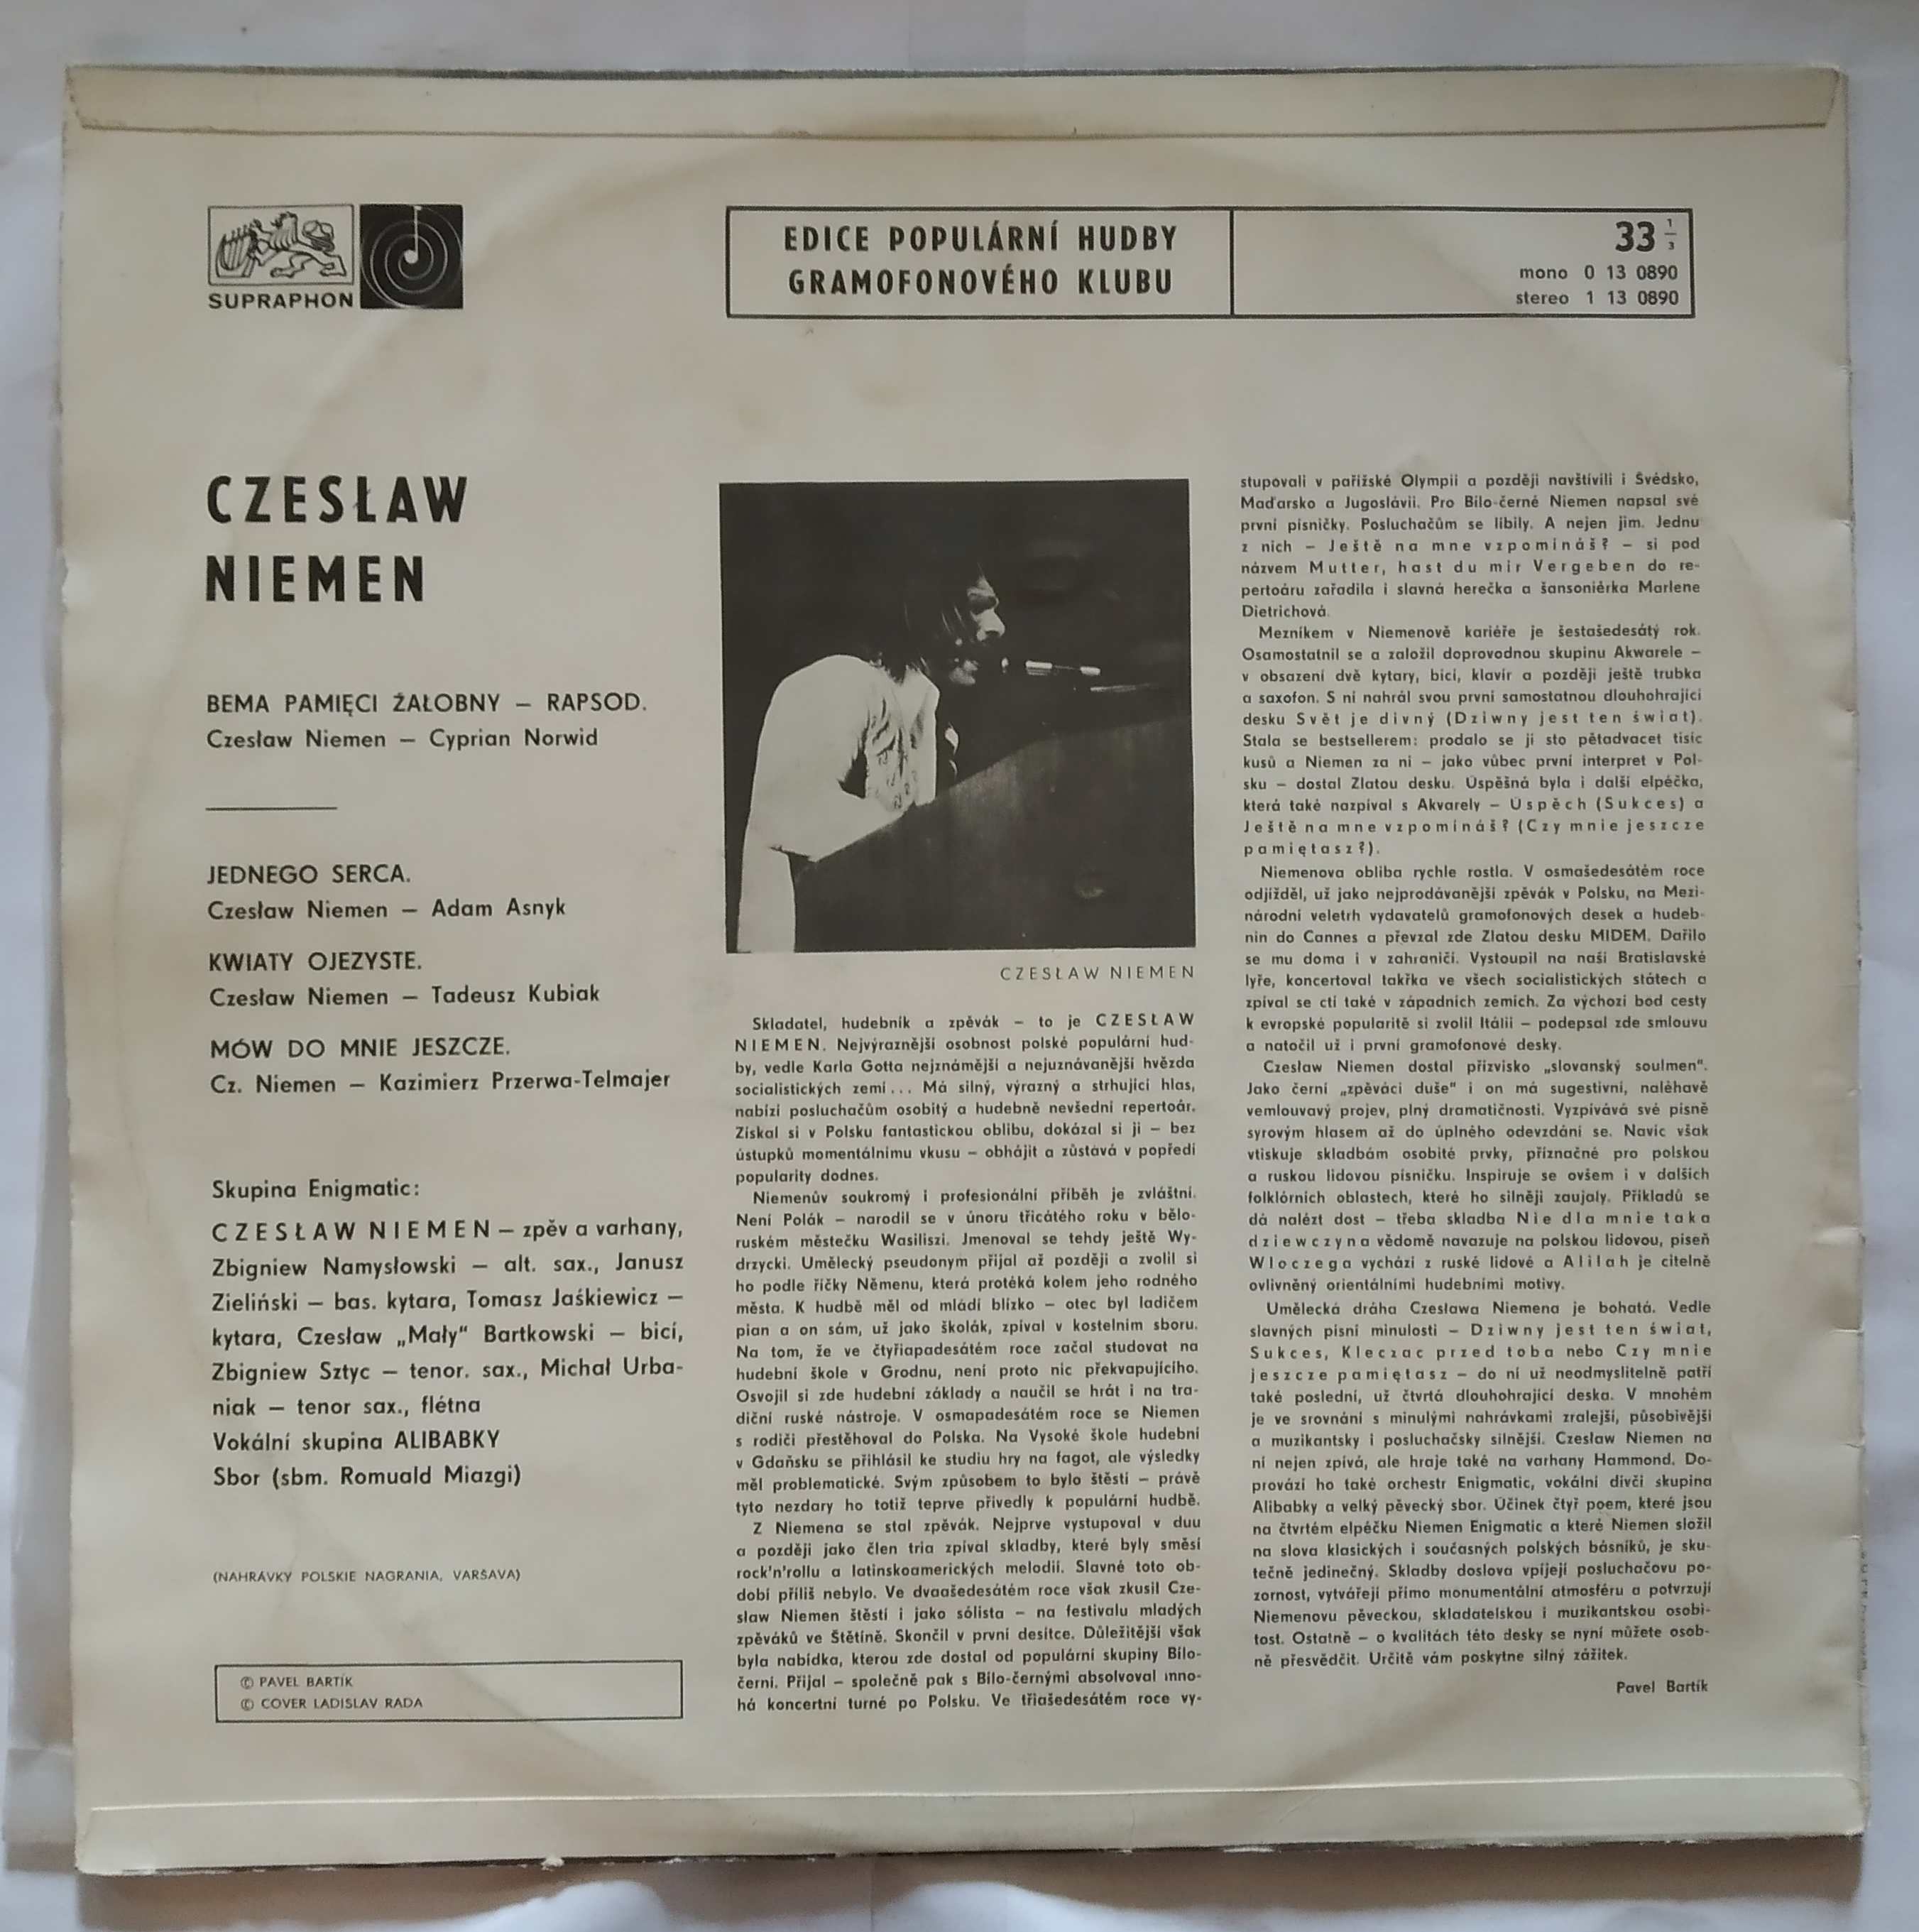 SUPRAPHON
EDICE POPULÁRNÍ HUDBY
GRAMOFONOVÉHO KLUBU
33 1/3
mono 0 13 0890
stereo 1 13 0890
CZESŁAW
NIEMEN
BEMA PAMIĘCI ŻAŁOBNY – RAPSOD.
Czesław Niemen – Cyprian Norwid
JEDNEGO SERCA.
Czesław Niemen – Adam Asnyk
KWIATY OJEZYSTE.
Czesław Niemen – Tadeusz Kubiak
MÓW DO MNIE JESZCZE.
Cz. Niemen – Kazimierz Przerwa-Telmajer
Skupina Enigmatic:
CZESŁAW NIEMEN – zpěv a varhany,
Zbigniew Namysłowski – alt. sax., Janusz
Zieliński – bas. kytara, Tomasz Jaśkiewicz –
kytara, Czesław „Mały“ Bartkowski – bicí,
Zbigniew Sztyc – tenor. sax., Michał Urba-
niak – tenor sax., flétna
Vokální skupina ALIBABKY
Sbor (sbm. Romuald Miazgi)
(NAHRÁVKY POLSKIE NAGRANIA, VARŠAVA)
© PAVEL BARTÍK
© COVER LADISLAV RADA
CZESŁAW NIEMEN
Skladatel, hudebník a zpěvák – to je CZESŁAW
NIEMEN. Nejvýraznější osobnost polské populární hud-
by, vedle Karla Gotta nejznámější a nejuznávanější hvězda
socialistických zemí... Má silný, výrazný a strhující hlas,
nabízí posluchačům osobitý a hudebně nevšední repertoár.
Získal si v Polsku fantastickou oblibu, dokázal si ji – bez
ústupků momentálnímu vkusu – obhájit a zůstává v popředí
popularity dodnes.
Niemenův soukromý i profesionální příběh je zvláštní.
Není Polák – narodil se v únoru třicátého roku v bělo-
ruském městečku Wasiliszi. Jmenoval se tehdy ještě Wy-
drzycki. Umělecký pseudonym přijal až později a zvolil si
ho podle říčky Němenu, která protéká kolem jeho rodného
města. K hudbě měl od mládí blízko – otec byl ladičem
pian a on sám, už jako školák, zpíval v kostelním sboru.
Na tom, že ve čtyřiapadesátém roce začal studovat na
hudební škole v Grodnu, není proto nic překvapujícího.
Osvojil si zde hudební základy a naučil se hrát i na tra-
diční ruské nástroje. V osmapadesátém roce se Niemen
s rodiči přestěhoval do Polska. Na Vysoké škole hudební
v Gdaňsku se přihlásil ke studiu hry na fagot, ale výsledky
měl problematické. Svým způsobem to bylo štěstí – právě
tyto nezdary ho totiž teprve přivedly k populární hudbě.
Z Niemena se stal zpěvák. Nejprve vystupoval v duu
a později jako člen tria zpíval skladby, které byly směsí
rock'n'rollu a latinskoamerických melodií. Slavné toto ob-
dobí příliš nebylo. Ve dvaašedesátém roce však zkusil Cze-
slaw Niemen štěstí i jako sólista – na festivalu mladých
zpěváků ve Štětíně. Skončil v první desítce. Důležitější však
byla nabídka, kterou zde dostal od populární skupiny Bílo-
černí. Přijal – společně pak s Bílo-černými absolvoval mno-
há koncertní turné po Polsku. Ve třiašedesátém roce vy-
stupovali v pařížské Olympii a později navštívili i Švédsko,
Maďarsko a Jugoslávii. Pro Bílo-černé Niemen napsal své
první písničky. Posluchačům se líbily. A nejen jim. Jednu
z nich – Ještě na mne vzpomínáš? – si pod
názvem Mutter, hast du mir Vergeben do re-
pertoáru zařadila i slavná herečka a šansoniérka Marlene
Dietrichová.
Mezníkem v Niemenově kariéře je šestašedesátý rok.
Osamostatnil se a založil doprovodnou skupinu Akwarele –
v obsazení dvě kytary, bicí, klavír a později ještě trubka
a saxofon. S ní nahrál svou první samostatnou dlouhohrající
desku Svět je divný (Dziwny jest ten świat).
Stala se bestsellerem: prodalo se jí sto pětadvacet tisíc
kusů a Niemen za ni – jako vůbec první interpret v Pol-
sku – dostal Zlatou desku. Úspěšná byla i další elpéčka,
která také nazpíval s Akvarely – Úspěch (Sukces) a
Ještě na mne vzpomínáš? (Czy mnie jeszcze
pamiętasz?).
Niemenova obliba rychle rostla. V osmašedesátém roce
odjížděl, už jako nejprodávanější zpěvák v Polsku, na Mezi-
národní veletrh vydavatelů gramofonových desek a hudeb-
nin do Cannes a převzal zde Zlatou desku MIDEM. Dařilo
se mu doma i v zahraničí. Vystoupil na naší Bratislavské
lyře, koncertoval takřka ve všech socialistických státech a
zpíval se ctí také v západních zemích. Za výchozí bod cesty
k evropské popularitě si zvolil Itálii – podepsal zde smlouvu
a natočil už i první gramofonové desky.
Czesław Niemen dostal přízvisko „slovanský soulmen“.
Jako černí „zpěváci duše“ i on má sugestivní, naléhavě
vemlouvavý projev, plný dramatičnosti. Vyzpívává své písně
syrovým hlasem až do úplného odevzdání se. Navíc však
vtiskuje skladbám osobité prvky, příznačné pro polskou
a ruskou lidovou písničku. Inspiruje se ovšem i v dalších
folklórních oblastech, které ho silněji zaujaly. Příkladů se
dá nalézt dost – třeba skladba Nie dla mnie taka
dziewczyna vědomě navazuje na polskou lidovou, píseň
Wloczega vychází z ruské lidové a Alilah je citelně
ovlivněný orientálními hudebními motivy.
Umělecká dráha Czeslawa Niemena je bohatá. Vedle
slavných písní minulosti – Dziwny jest ten świat,
Sukces, Kleczac przed toba nebo Czy mnie
jeszcze pamiętasz – do ní už neodmyslitelně patří
také poslední, už čtvrtá dlouhohrající deska. V mnohém
je ve srovnání s minulými nahrávkami zralejší, působivější
a muzikantsky i posluchačsky silnější. Czesław Niemen na
ní nejen zpívá, ale hraje také na varhany Hammond. Do-
provází ho také orchestr Enigmatic, vokální dívčí skupina
Alibabky a velký pěvecký sbor. Účinek čtyř poem, které jsou
na čtvrtém elpéčku Niemen Enigmatic a které Niemen složil
na slova klasických i současných polských básníků, je sku-
tečně jedinečný. Skladby doslova vpíjejí posluchačovu po-
zornost, vytvářejí přímo monumentální atmosféru a potvrzují
Niemenovu pěveckou, skladatelskou i muzikantskou osobi-
tost. Ostatně – o kvalitách této desky se nyní můžete osob-
ně přesvědčit. Určitě vám poskytne silný zážitek.
Pavel Bartík